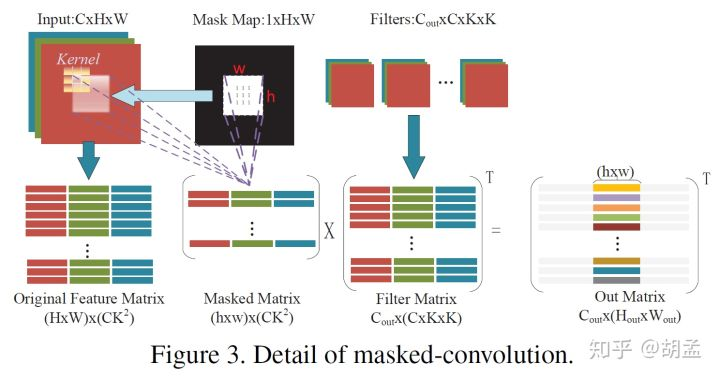 Input:CxHxW
Mask Map:1xHxW
Filters:CoutxCxKxK
Kernel
w
h
(hxw)
T
T
X
=
Original Feature Matrix
(HxW)x(CK²)
Masked Matrix
(hxw)x(CK²)
Filter Matrix
Coutx(CxKxK)
Out Matrix
Coutx(HoutxWout)
Figure 3. Detail of masked-convolution.
知乎 @胡孟